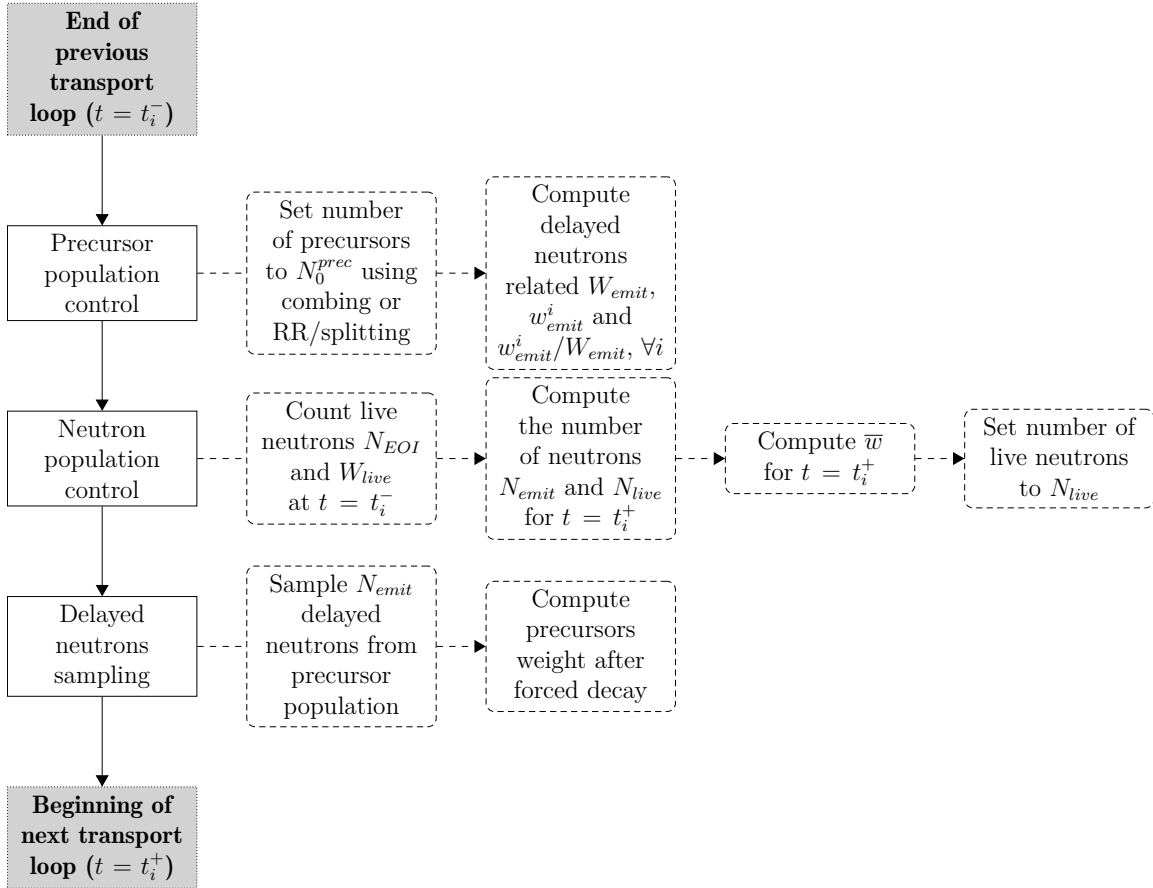 End of
previous
transport
loop (t = t_i^-)
Precursor
population
control
Set number
of precursors
to N_0^{prec} using
combing or
RR/splitting
Compute
delayed
neutrons
related W_{emit},
w_{emit}^i and
w_{emit}^i/W_{emit}, ∀i
Neutron
population
control
Count live
neutrons N_{EOI}
and W_{live}
at t = t_i^-
Compute
the number
of neutrons
N_{emit} and N_{live}
for t = t_i^+
Compute w̅
for t = t_i^+
Set number of
live neutrons
to N_{live}
Delayed
neutrons
sampling
Sample N_{emit}
delayed
neutrons from
precursor
population
Compute
precursors
weight after
forced decay
Beginning of
next transport
loop (t = t_i^+)